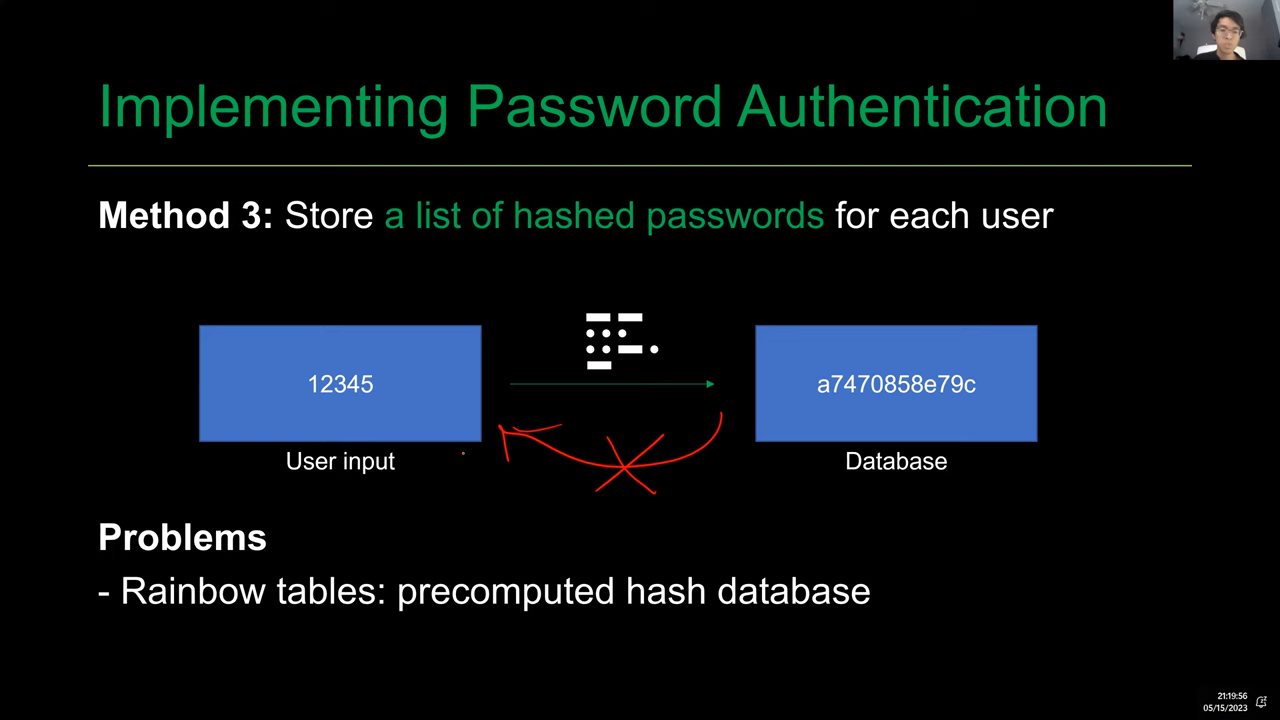 Implementing Password Authentication
Method 3: Store a list of hashed passwords for each user
12345
a7470858e79c
User input
Database
Problems
- Rainbow tables: precomputed hash database
21:19:56
05/15/2023